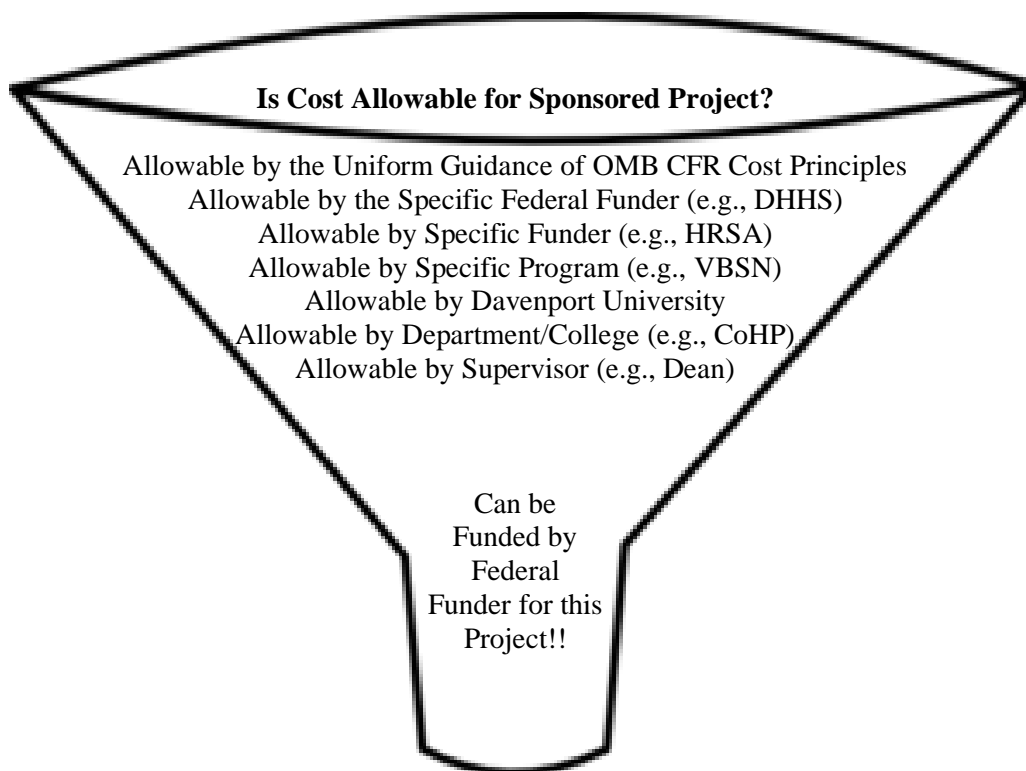 Is Cost Allowable for Sponsored Project?
Allowable by the Uniform Guidance of OMB CFR Cost Principles
Allowable by the Specific Federal Funder (e.g., DHHS)
Allowable by Specific Funder (e.g., HRSA)
Allowable by Specific Program (e.g., VBSN)
Allowable by Davenport University
Allowable by Department/College (e.g., CoHP)
Allowable by Supervisor (e.g., Dean)
Can be
Funded by
Federal
Funder for this
Project!!